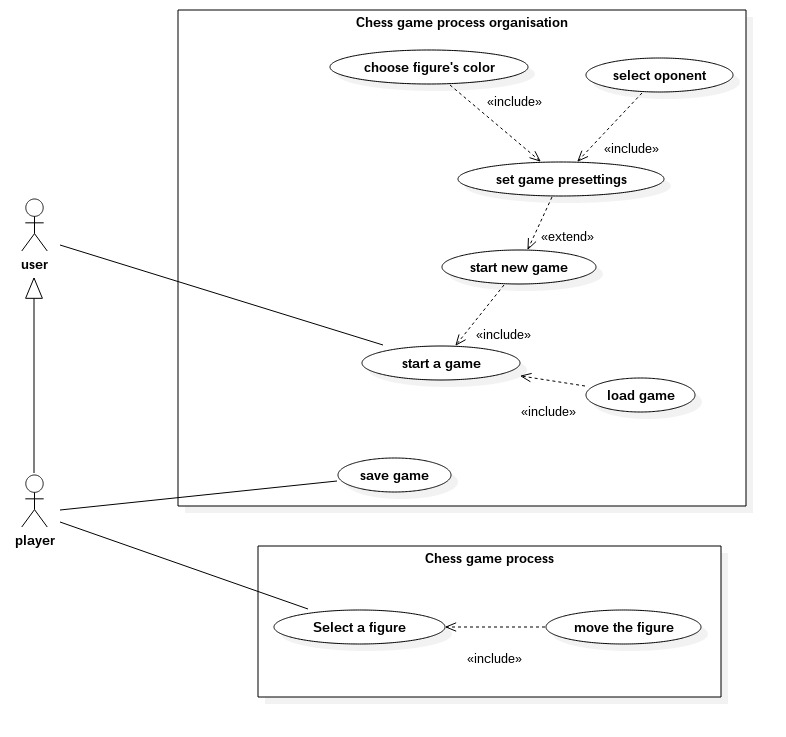 Chess game process organisation
choose figure's color
select oponent
«include»
«include»
set game presettings
«extend»
user
start new game
«include»
start a game
load game
«include»
save game
player
Chess game process
Select a figure
move the figure
«include»